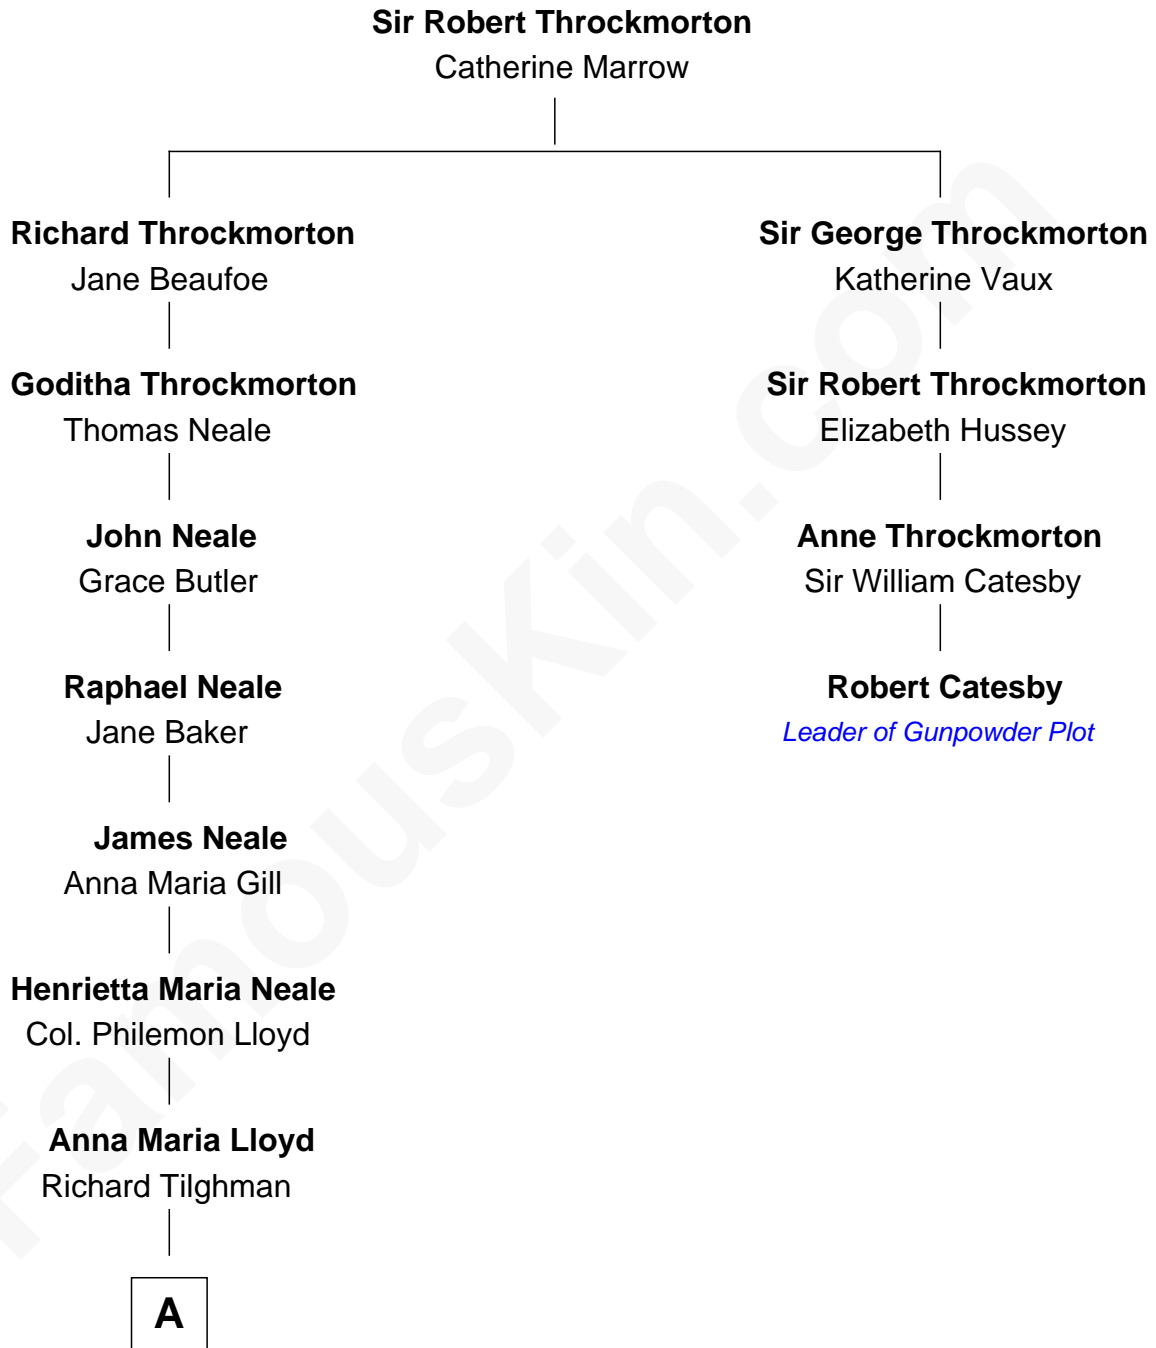 Sir Robert Throckmorton
Catherine Marrow
Richard Throckmorton
Jane Beaufoe
Sir George Throckmorton
Katherine Vaux
Goditha Throckmorton
Thomas Neale
Sir Robert Throckmorton
Elizabeth Hussey
John Neale
Grace Butler
Anne Throckmorton
Sir William Catesby
Raphael Neale
Jane Baker
Robert Catesby
Leader of Gunpowder Plot
James Neale
Anna Maria Gill
Henrietta Maria Neale
Col. Philemon Lloyd
Anna Maria Lloyd
Richard Tilghman
A
FamousKin.com